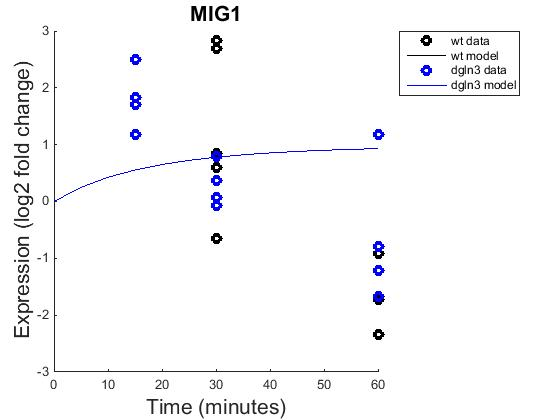 MIG1
3
2
1
0
-1
-2
-3
0 10 20 30 40 50 60
Expression (log2 fold change)
Time (minutes)
wt data
wt model
dgln3 data
dgln3 model